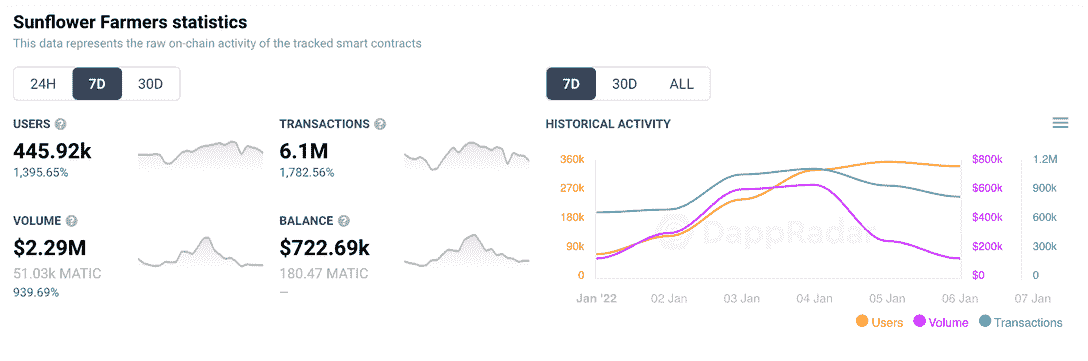 Sunflower Farmers statistics
This data represents the raw on-chain activity of the tracked smart contracts
24H 7D 30D
USERS ?
445.92k
1,395.65%
TRANSACTIONS ?
6.1M
1,782.56%
VOLUME ?
$2.29M
51.03k MATIC
939.69%
BALANCE ?
$722.69k
180.47 MATIC
—
7D 30D ALL
HISTORICAL ACTIVITY
360k $800k 1.2M
270k $600k 900k
180k $400k 600k
90k $200k 300k
0 $0 0
DappRadar
Jan '22 02 Jan 03 Jan 04 Jan 05 Jan 06 Jan 07 Jan
Users Volume Transactions